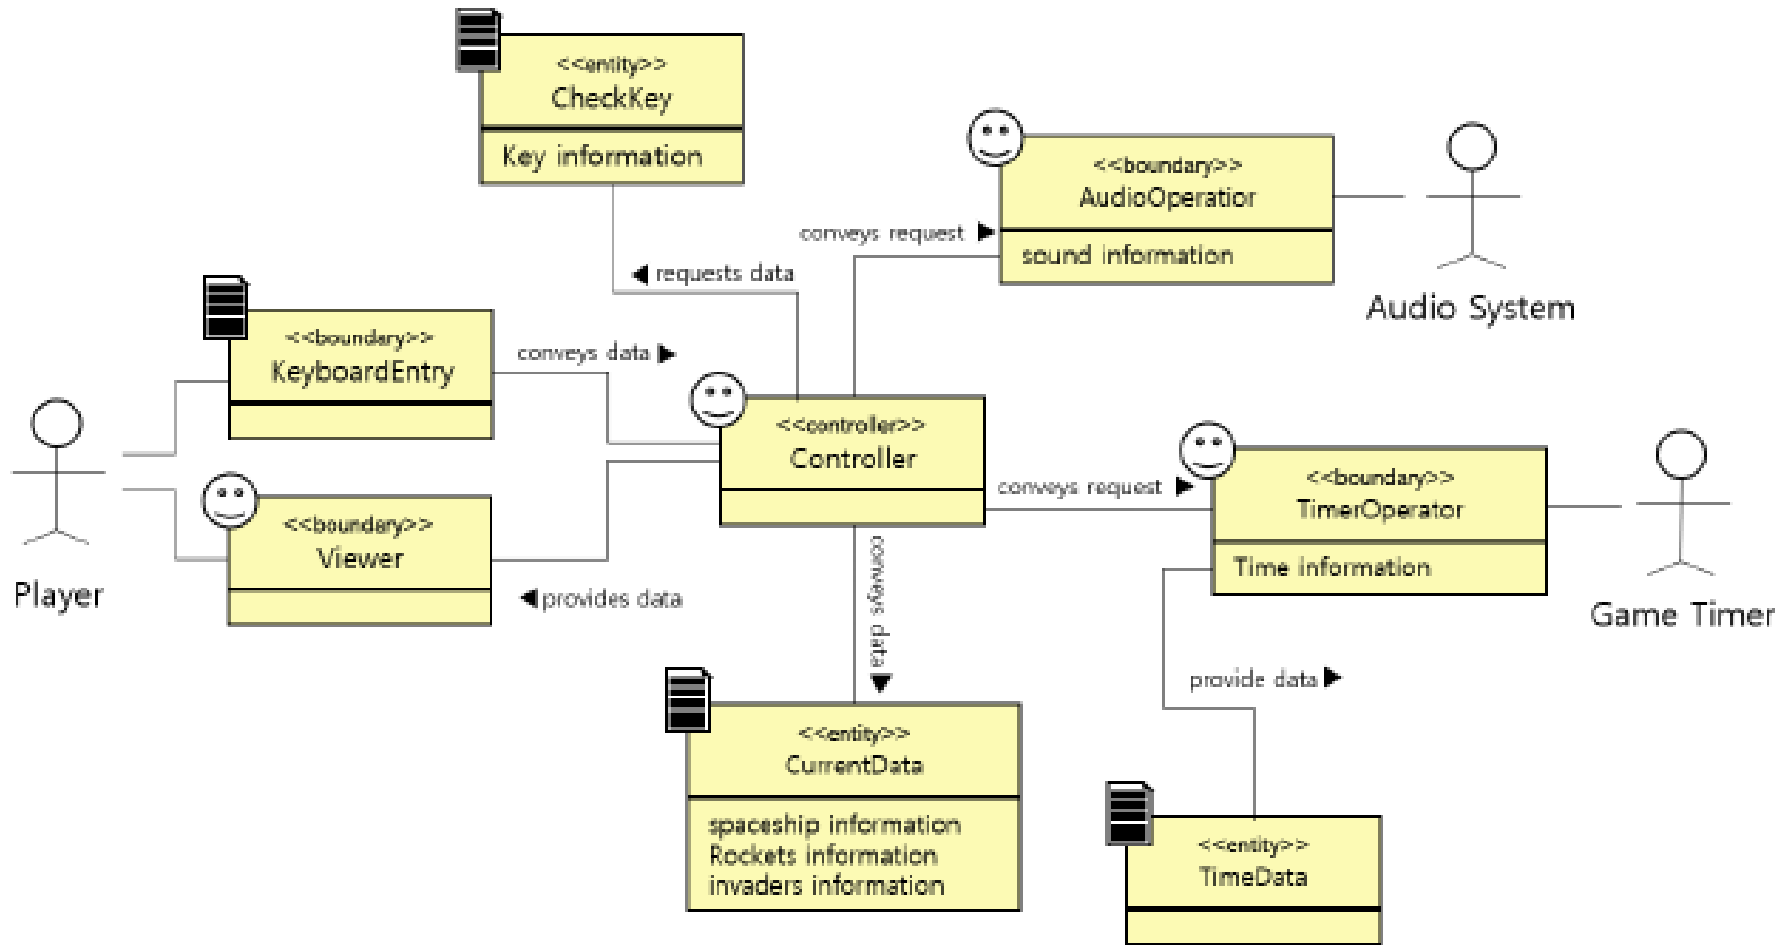 <<entity>>
CheckKey
Key information
<<boundary>>
AudioOperatior
sound information
conveys request
requests data
Audio System
<<boundary>>
KeyboardEntry
conveys data
<<controller>>
Controller
<<boundary>>
TimerOperator
Time information
conveys request
<<boundary>>
Viewer
Player
provides data
conveys data
Game Timer
provide data
<<entity>>
CurrentData
spaceship information
Rockets information
invaders information
<<entity>>
TimeData